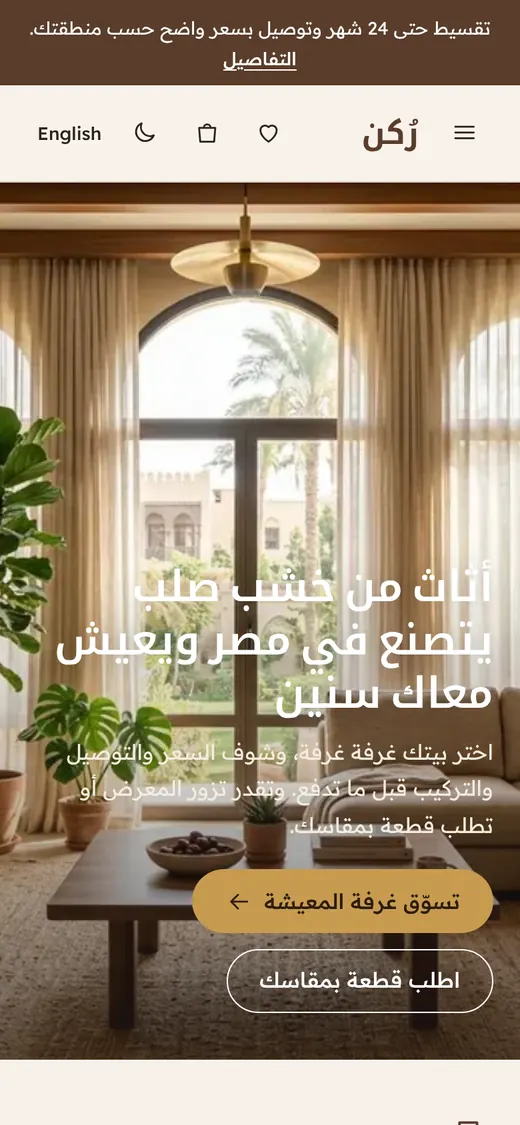 تقسيط حتى 24 شهر وتوصيل بسعر واضح حسب منطقتك.
التفاصيل
رُكن
English
أثاث من خشب صلب
يتصنع في مصر ويعيش
معاك سنين
اختر بيتك غرفة غرفة، وشوف السعر والتوصيل
والتركيب قبل ما تدفع. وتقدر تزور المعرض أو
تطلب قطعة بمقاسك.
تسوّق غرفة المعيشة ←
اطلب قطعة بمقاسك